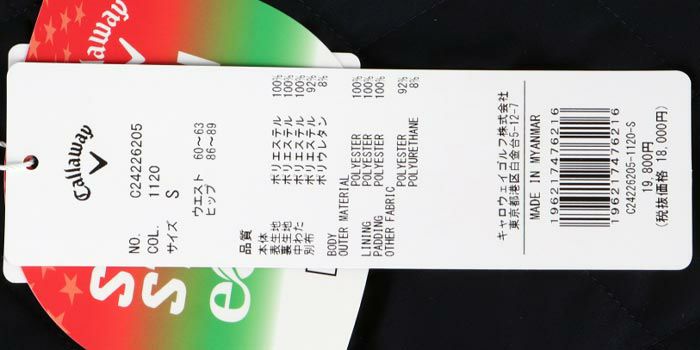 Callaway
NO. C24226205
COL. 1120
サイズ S
ウエスト 60~63
ヒップ 86~89
品質
本体
表生地 ポリエステル 100%
裏生地 ポリエステル 100%
中わた ポリエステル 100%
別布 ポリエステル 92%
ポリウレタン 8%
BODY
OUTER MATERIAL POLYESTER 100%
LINING POLYESTER 100%
PADDING POLYESTER 100%
OTHER FABRIC POLYESTER 92%
POLYURETHANE 8%
キャロウェイゴルフ株式会社
東京都港区白金台5-12-7
MADE IN MYANMAR
196217476216
196217476216
C24226205-1120-S
19,800円
(税抜価格 18,000円)
Callaway